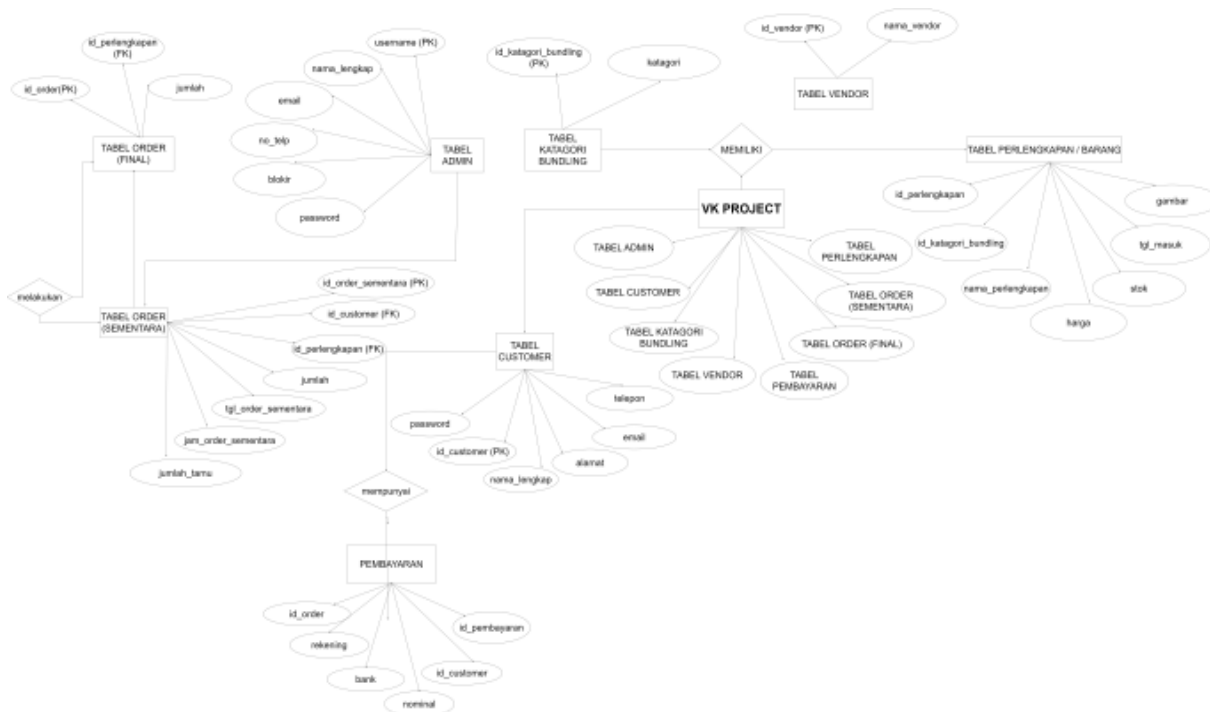 id_perlengkapan
(FK)
id_order(PK)
jumlah
TABEL ORDER
(FINAL)
username (PK)
nama_lengkap
email
no_telp
blokir
password
TABEL
ADMIN
id_katagori_bundling
(PK)
katagori
TABEL
KATAGORI
BUNDLING
id_vendor (PK)
nama_vendor
TABEL VENDOR
MEMILIKI
TABEL PERLENGKAPAN / BARANG
id_perlengkapan
id_katagori_bundling
nama_perlengkapan
harga
stok
tgl_masuk
gambar
VK PROJECT
TABEL ADMIN
TABEL CUSTOMER
TABEL KATAGORI
BUNDLING
TABEL VENDOR
TABEL
PEMBAYARAN
TABEL ORDER (FINAL)
TABEL ORDER
(SEMENTARA)
TABEL
PERLENGKAPAN
melakukan
TABEL ORDER
(SEMENTARA)
id_order_sementara (PK)
id_customer (FK)
id_perlengkapan (FK)
jumlah
tgl_order_sementara
jam_order_sementara
jumlah_tamu
TABEL
CUSTOMER
password
id_customer (PK)
nama_lengkap
alamat
email
telepon
mempunyai
PEMBAYARAN
id_order
rekening
bank
nominal
id_customer
id_pembayaran